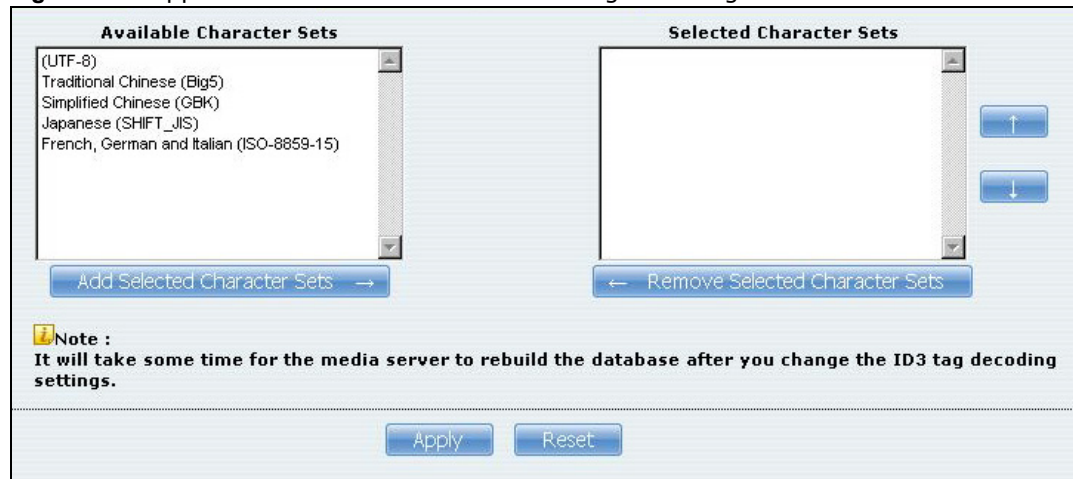 Available Character Sets
Selected Character Sets
(UTF-8)
Traditional Chinese (Big5)
Simplified Chinese (GBK)
Japanese (SHIFT_JIS)
French, German and Italian (ISO-8859-15)
↑
↓
Add Selected Character Sets →
← Remove Selected Character Sets
Note :
It will take some time for the media server to rebuild the database after you change the ID3 tag decoding
settings.
Apply
Reset